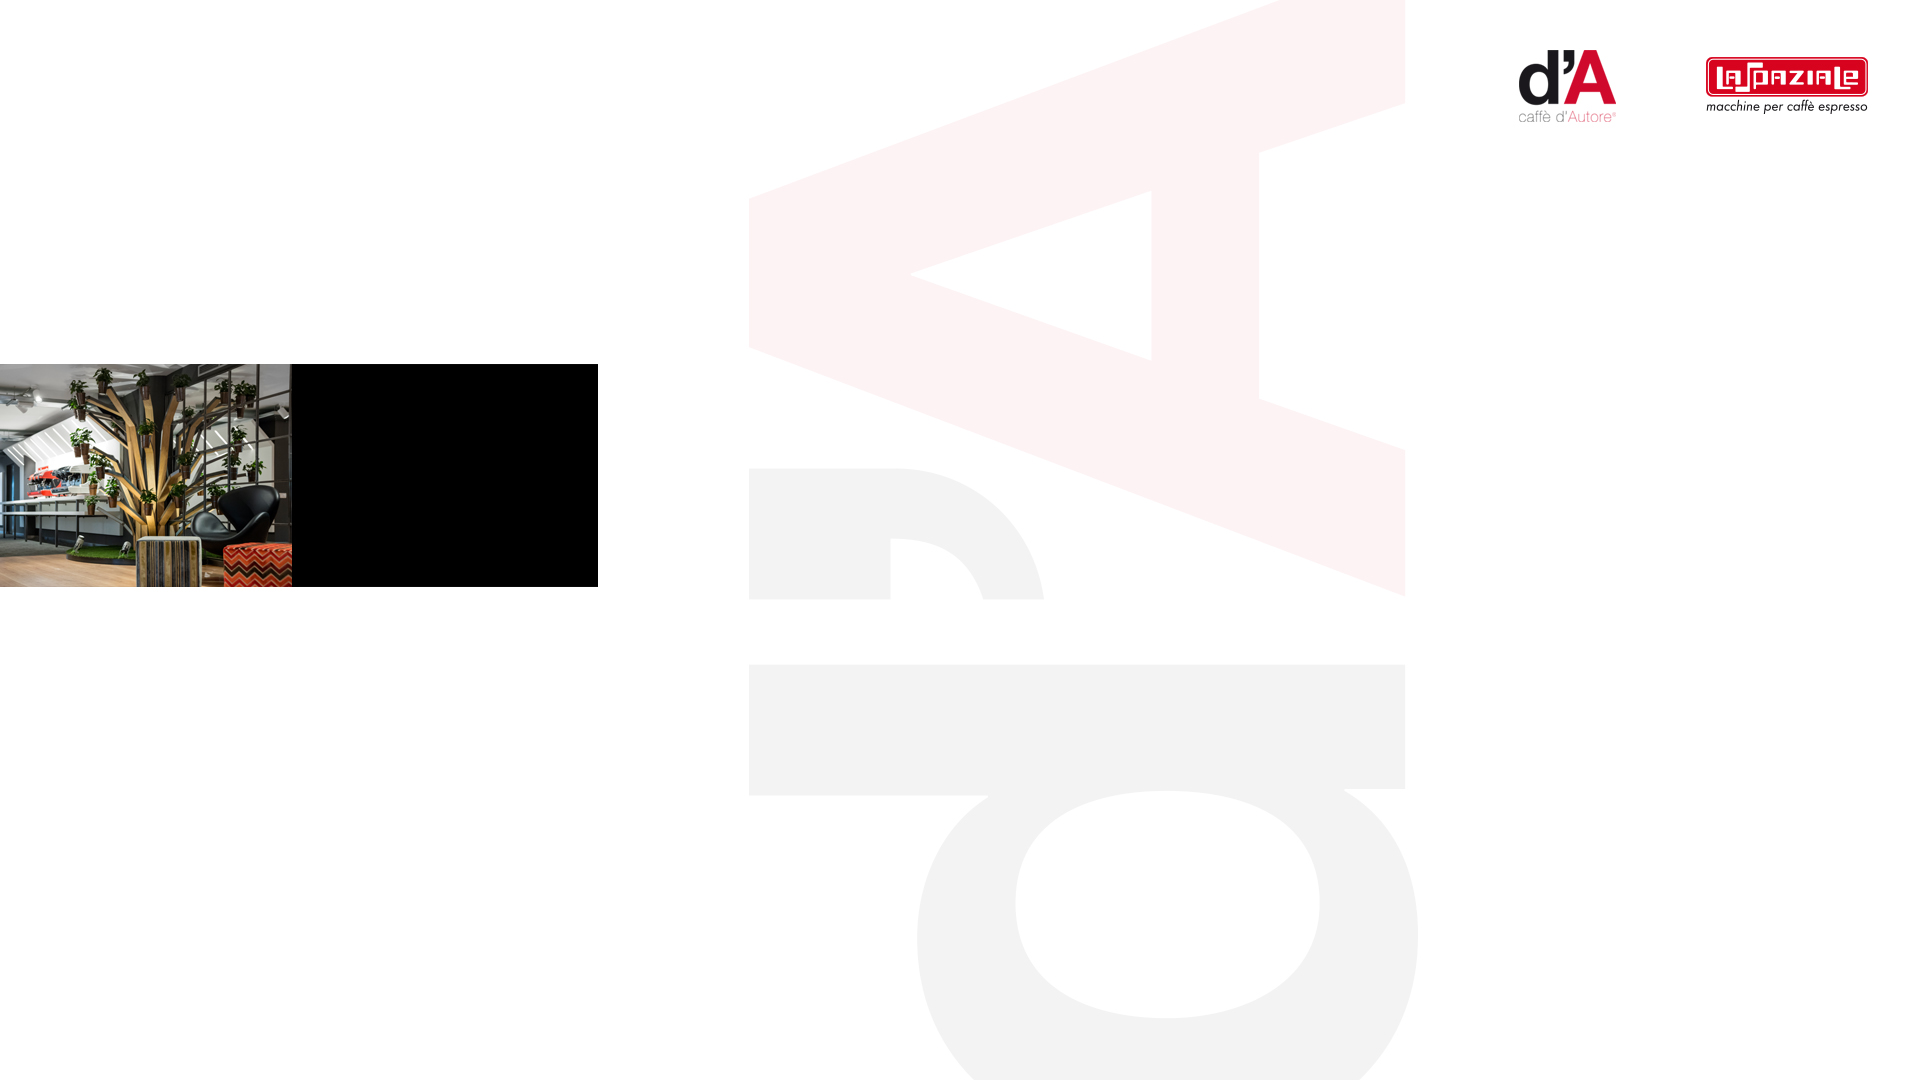 d'A
caffè d'Autore®
LaSpaziale
macchine per caffè espresso
d'A